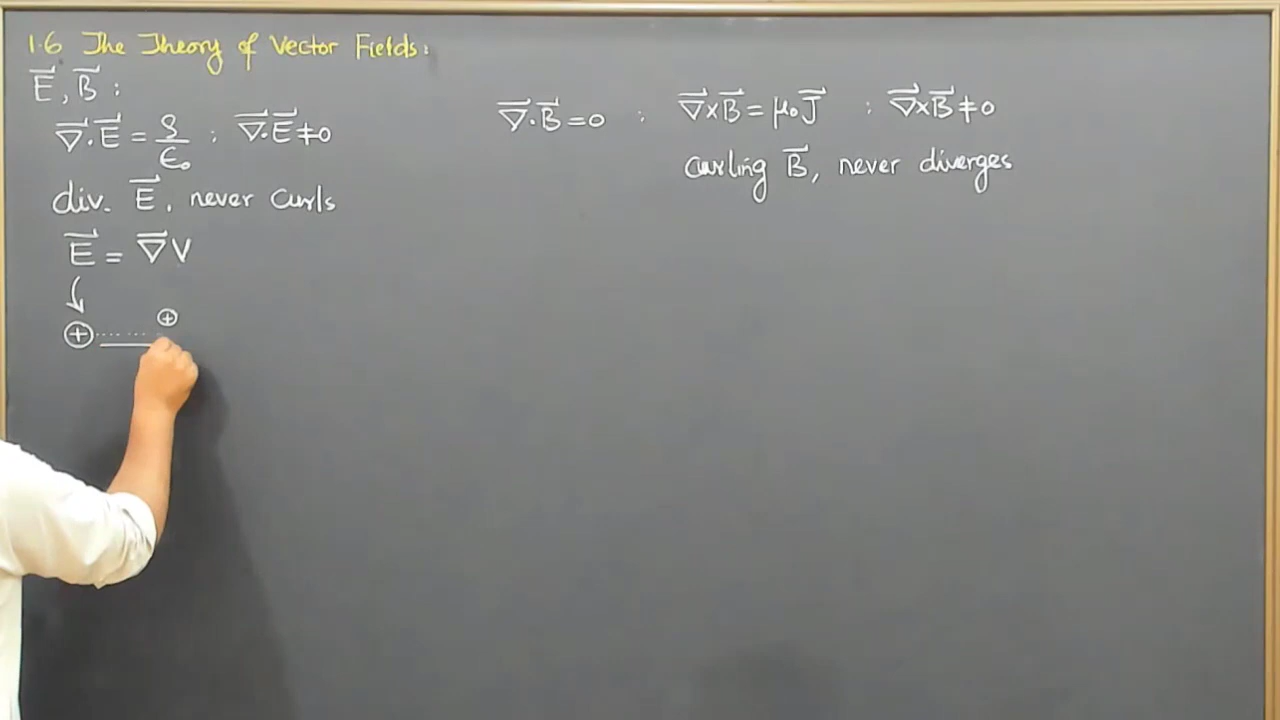 1.6 The Theory of Vector Fields:
E⃗, B⃗ :
∇⃗·E⃗ = ρ/ϵ₀ ; ∇⃗·E⃗ ≠ 0
div. E⃗, never curls
E⃗ = ∇⃗V
⊕ ...... ⊕
∇⃗·B⃗ = 0 ; ∇⃗×B⃗ = μ₀J⃗ ; ∇⃗×B⃗ ≠ 0
curling B⃗, never diverges